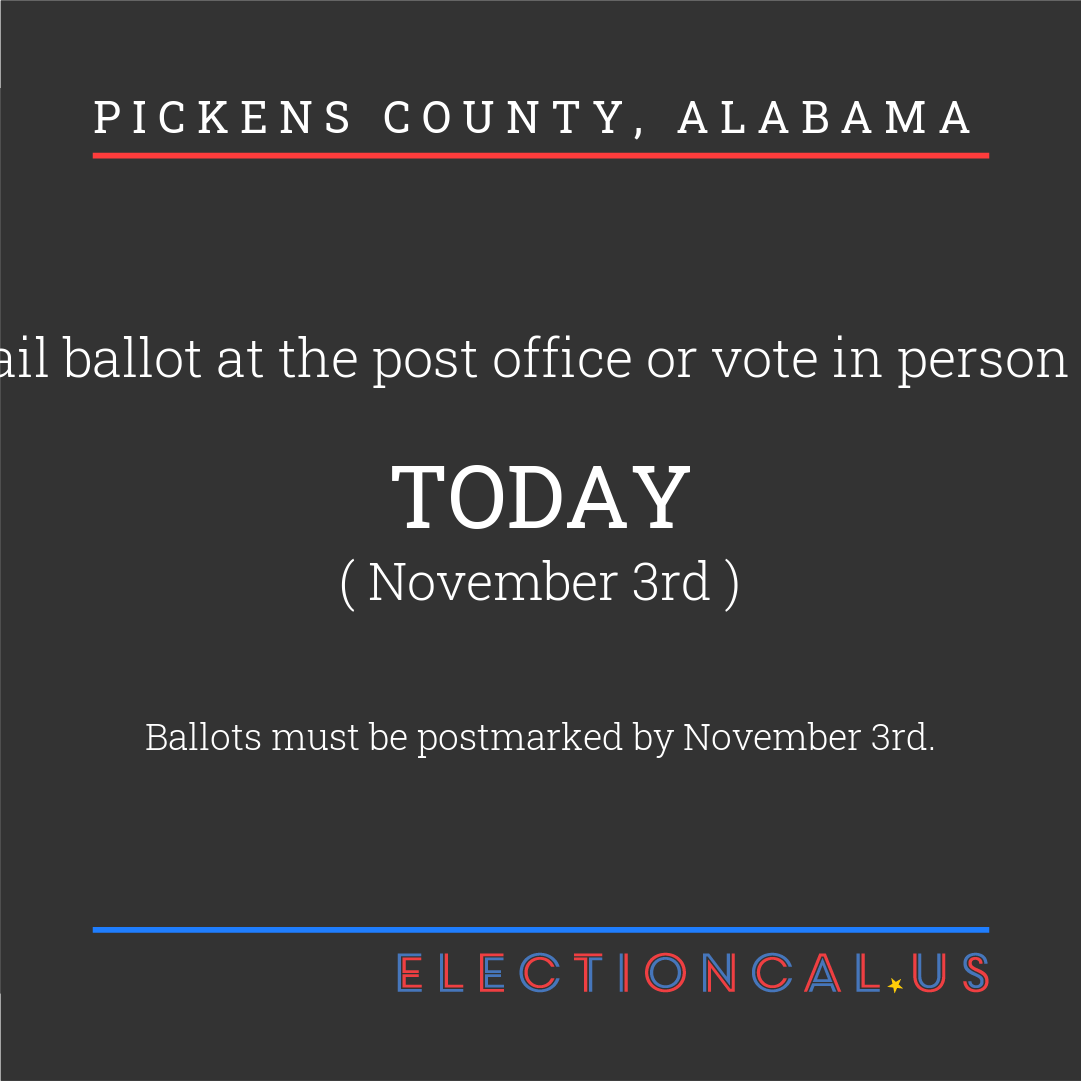 PICKENS COUNTY, ALABAMA
ail ballot at the post office or vote in person
TODAY
( November 3rd )
Ballots must be postmarked by November 3rd.
ELECTIONCAL.US